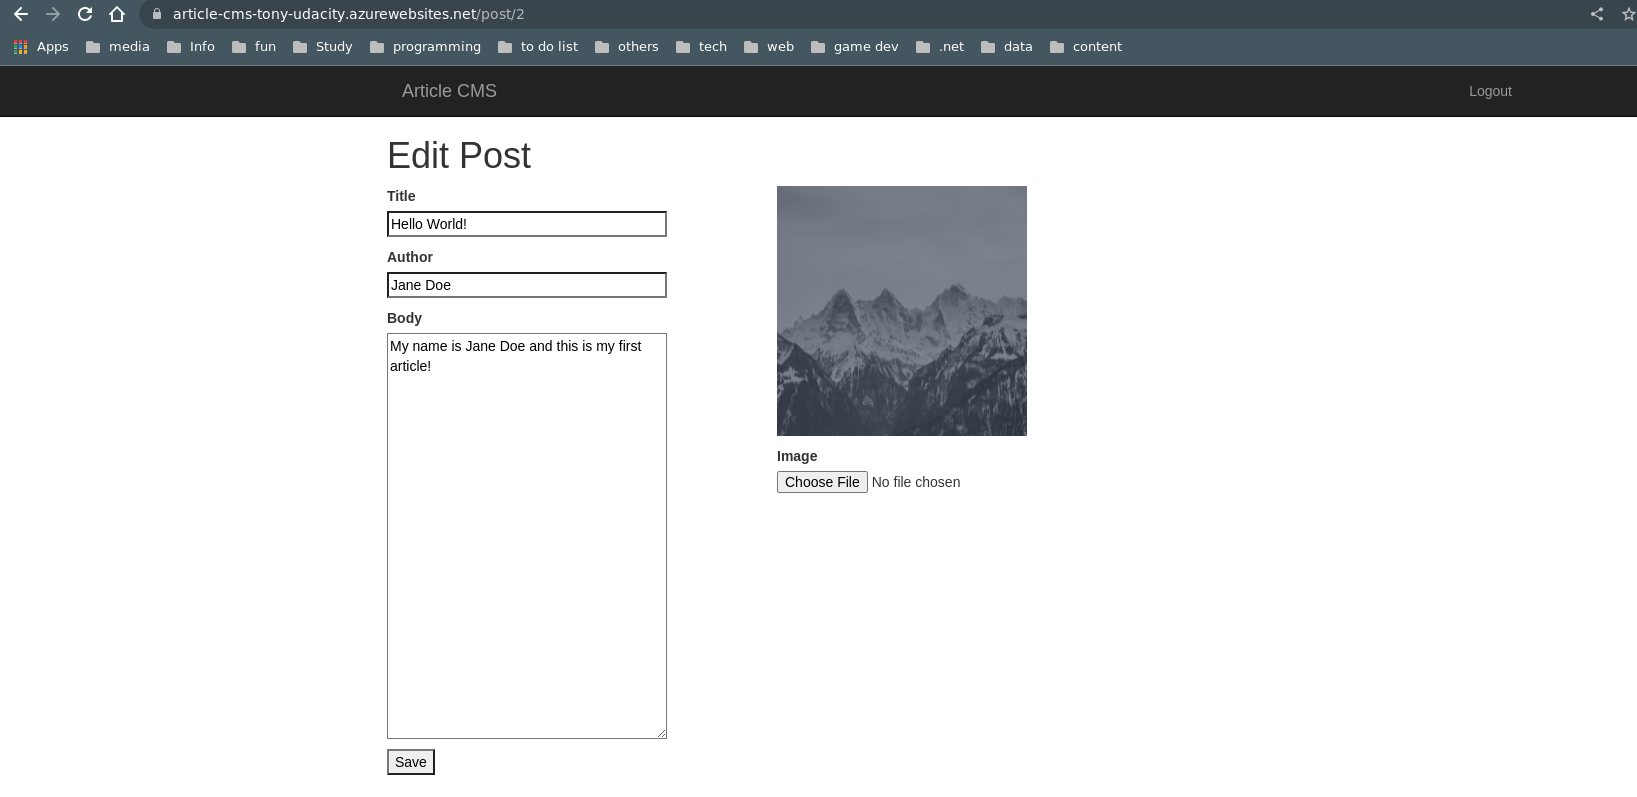 article-cms-tony-udacity.azurewebsites.net/post/2
Apps media Info fun Study programming to do list others tech web game dev .net data content
Article CMS Logout
Edit Post
Title
Hello World!
Author
Jane Doe
Body
My name is Jane Doe and this is my first
article!
Image
Choose File No file chosen
Save